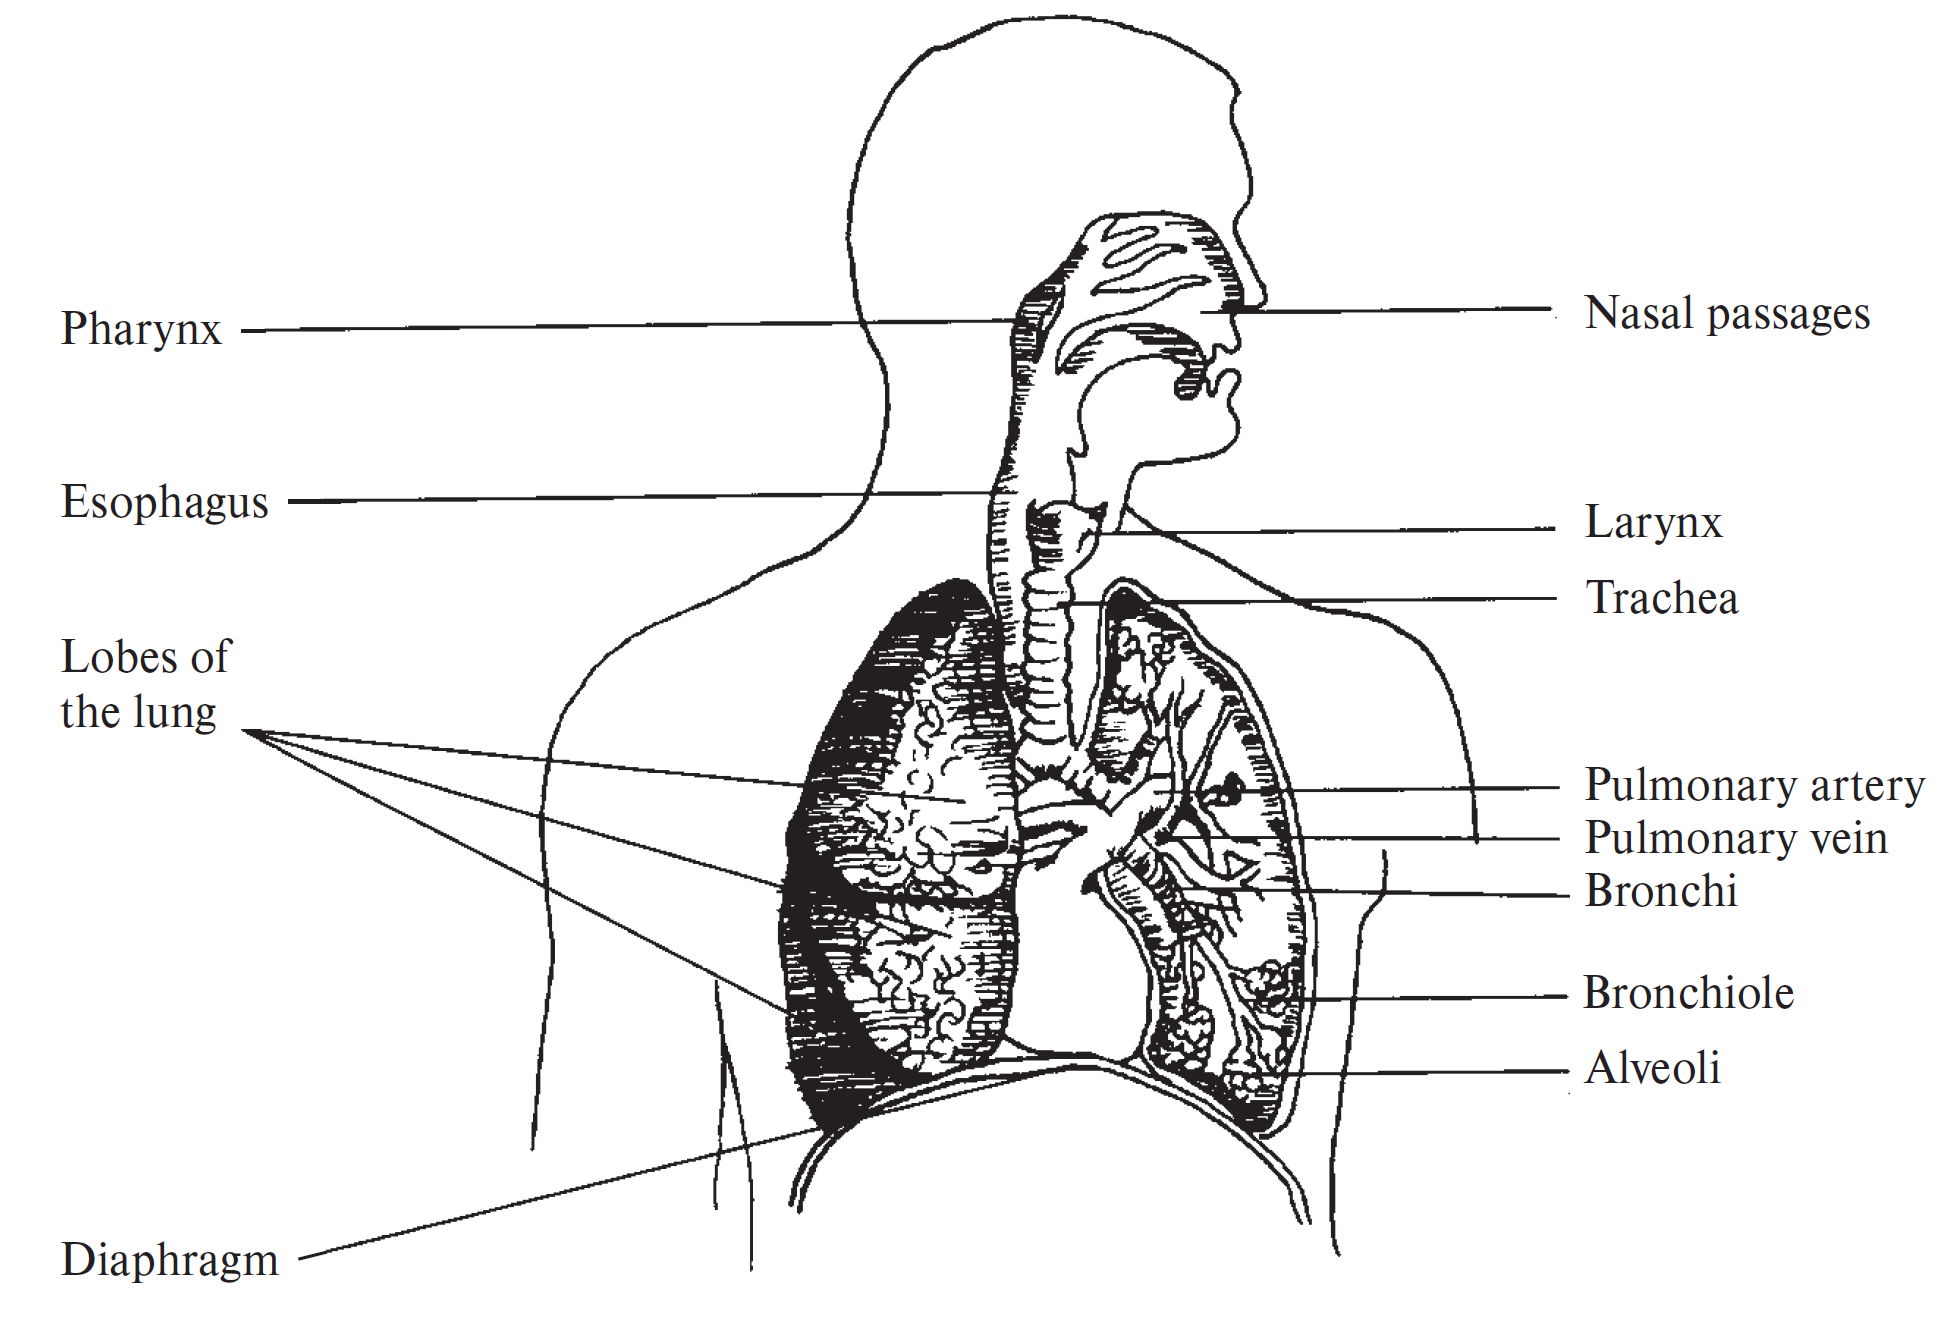 Pharynx
Esophagus
Lobes of
the lung
Diaphragm
Nasal passages
Larynx
Trachea
Pulmonary artery
Pulmonary vein
Bronchi
Bronchiole
Alveoli